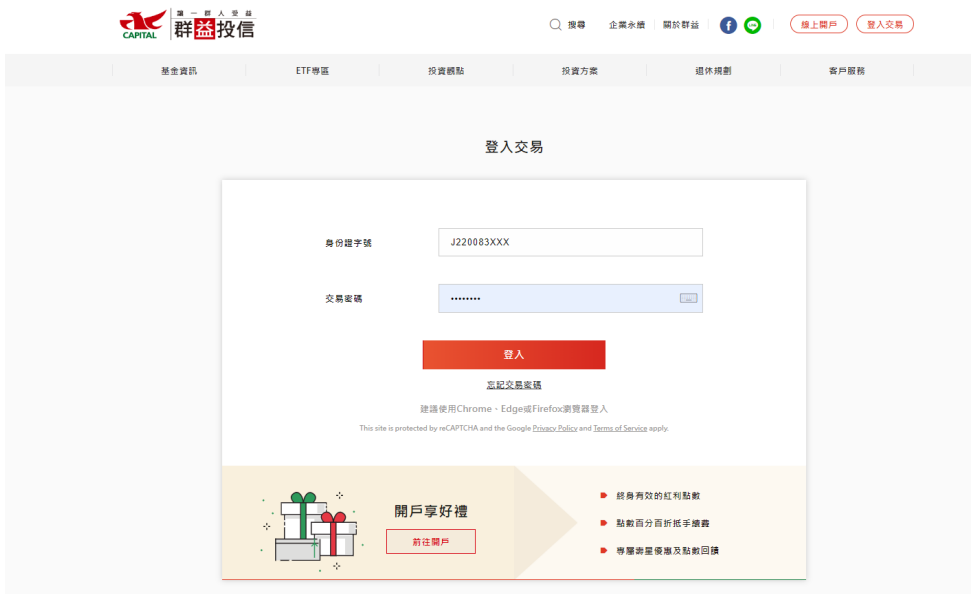 讓一群人受益
CAPITAL 群益投信
搜尋 企業永續 關於群益 f LINE 線上開戶 登入交易
基金資訊 ETF專區 投資觀點 投資方案 退休規劃 客戶服務
登入交易
身份證字號 J220083XXX
交易密碼 ••••••••
登入
忘記交易密碼
建議使用Chrome、Edge或Firefox瀏覽器登入
This site is protected by reCAPTCHA and the Google Privacy Policy and Terms of Service apply.
開戶享好禮
前往開戶
終身有效的紅利點數
點數百分百折抵手續費
專屬壽星優惠及點數回饋